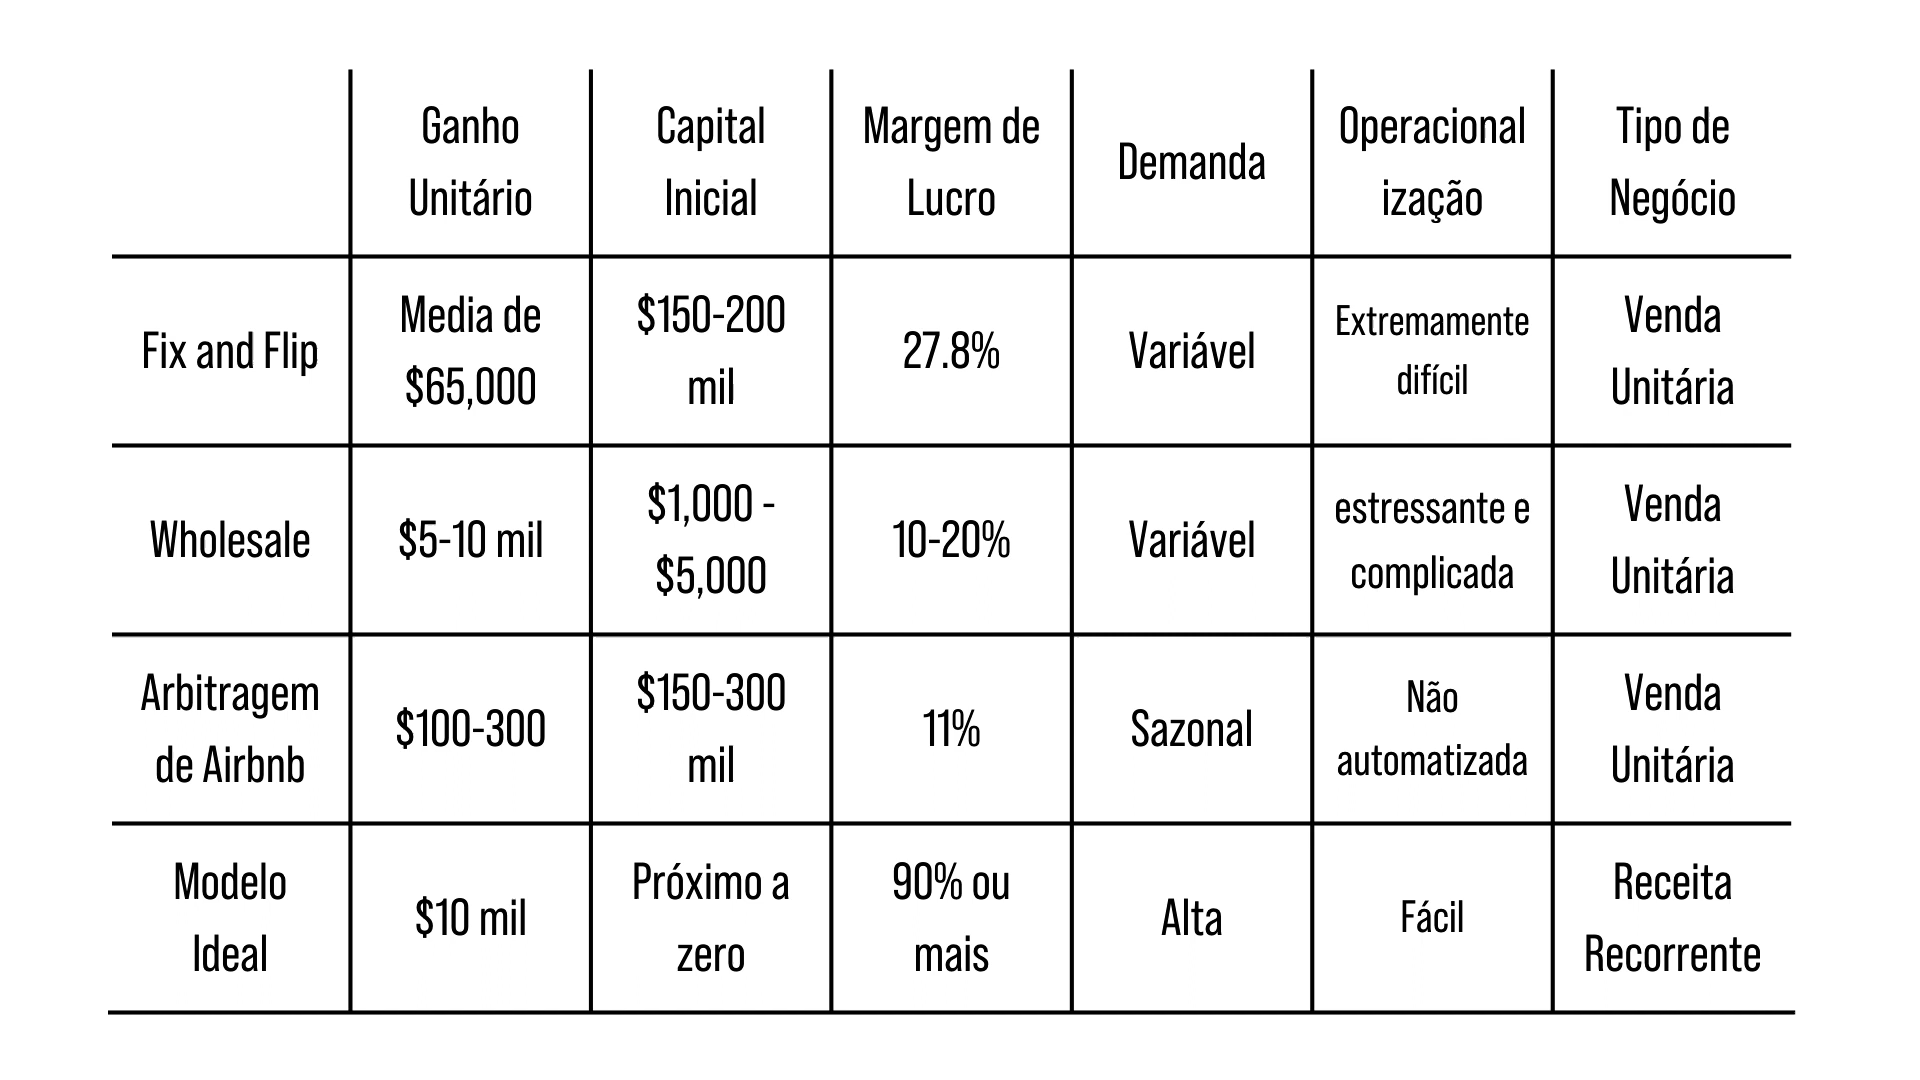 Ganho
Unitário
Capital
Inicial
Margem de
Lucro
Demanda
Operacional
ização
Tipo de
Negócio
Fix and Flip
Media de
$65,000
$150-200
mil
27.8%
Variável
Extremamente
difícil
Venda
Unitária
Wholesale
$5-10 mil
$1,000 -
$5,000
10-20%
Variável
estressante e
complicada
Venda
Unitária
Arbitragem
de Airbnb
$100-300
$150-300
mil
11%
Sazonal
Não
automatizada
Venda
Unitária
Modelo
Ideal
$10 mil
Próximo a
zero
90% ou
mais
Alta
Fácil
Receita
Recorrente